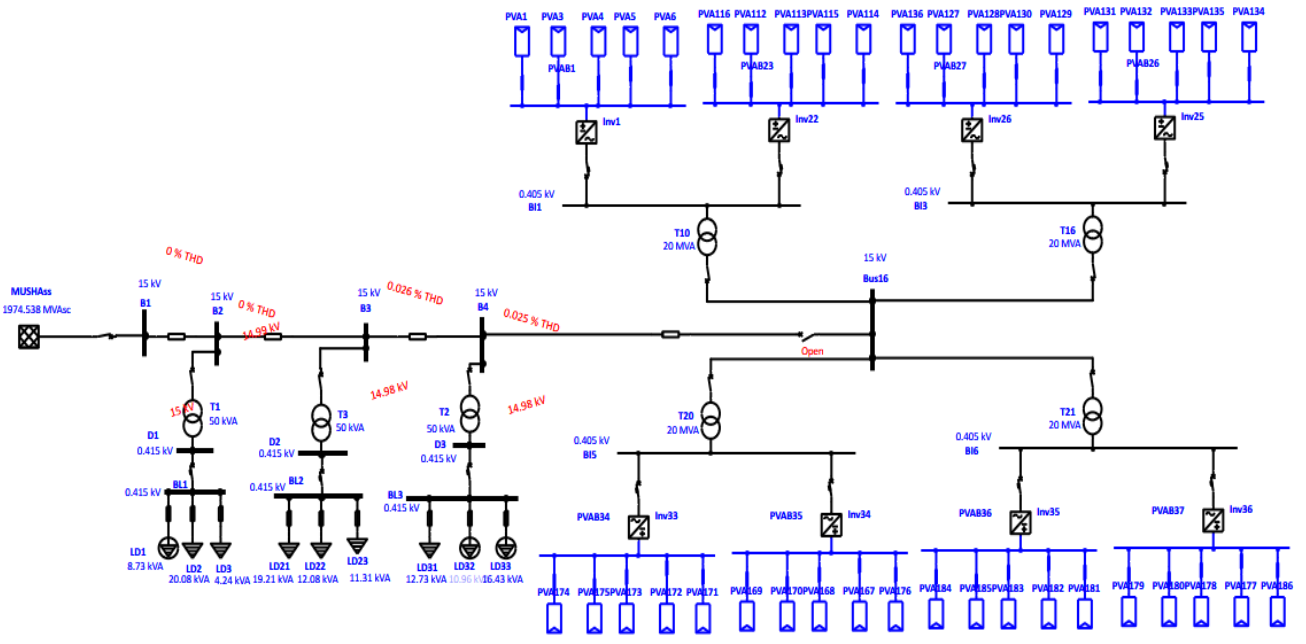 PVA1 PVA3 PVA4 PVA5 PVA6 PVA116 PVA112 PVA113 PVA115 PVA114 PVA136 PVA127 PVA128 PVA130 PVA129 PVA131 PVA132 PVA133 PVA135 PVA134
PVAB1 PVAB23 PVAB27 PVAB26
Inv1 Inv22 Inv26 Inv25
0.405 kV
BI1
0.405 kV
BI3
T10
20 MVA
T16
20 MVA
0 % THD
15 kV
Bus16
MUSHAss
1974.538 MVAsc
15 kV
B1
15 kV
B2
0 % THD
14.99 kV
15 kV
B3
0.026 % THD
15 kV
B4
0.025 % THD
Open
15 kV
T1
50 kVA
T3
50 kVA
14.98 kV
T2
50 kVA
14.98 kV
T20
20 MVA
T21
20 MVA
D1
0.415 kV
D2
0.415 kV
D3
0.415 kV
0.405 kV
BI5
0.405 kV
BI6
0.415 kV
BL1
0.415 kV
BL2
BL3
0.415 kV
PVAB34 Inv33 PVAB35 Inv34 PVAB36 Inv35 PVAB37 Inv36
LD1
8.73 kVA
LD2
20.08 kVA
LD3
4.24 kVA
LD21
19.21 kVA
LD22
12.08 kVA
LD23
11.31 kVA
LD31
12.73 kVA
LD32
10.96
LD33
16.43 kVA
PVA174 PVA175 PVA173 PVA172 PVA171 PVA169 PVA170 PVA168 PVA167 PVA176 PVA184 PVA185 PVA183 PVA182 PVA181 PVA179 PVA180 PVA178 PVA177 PVA186